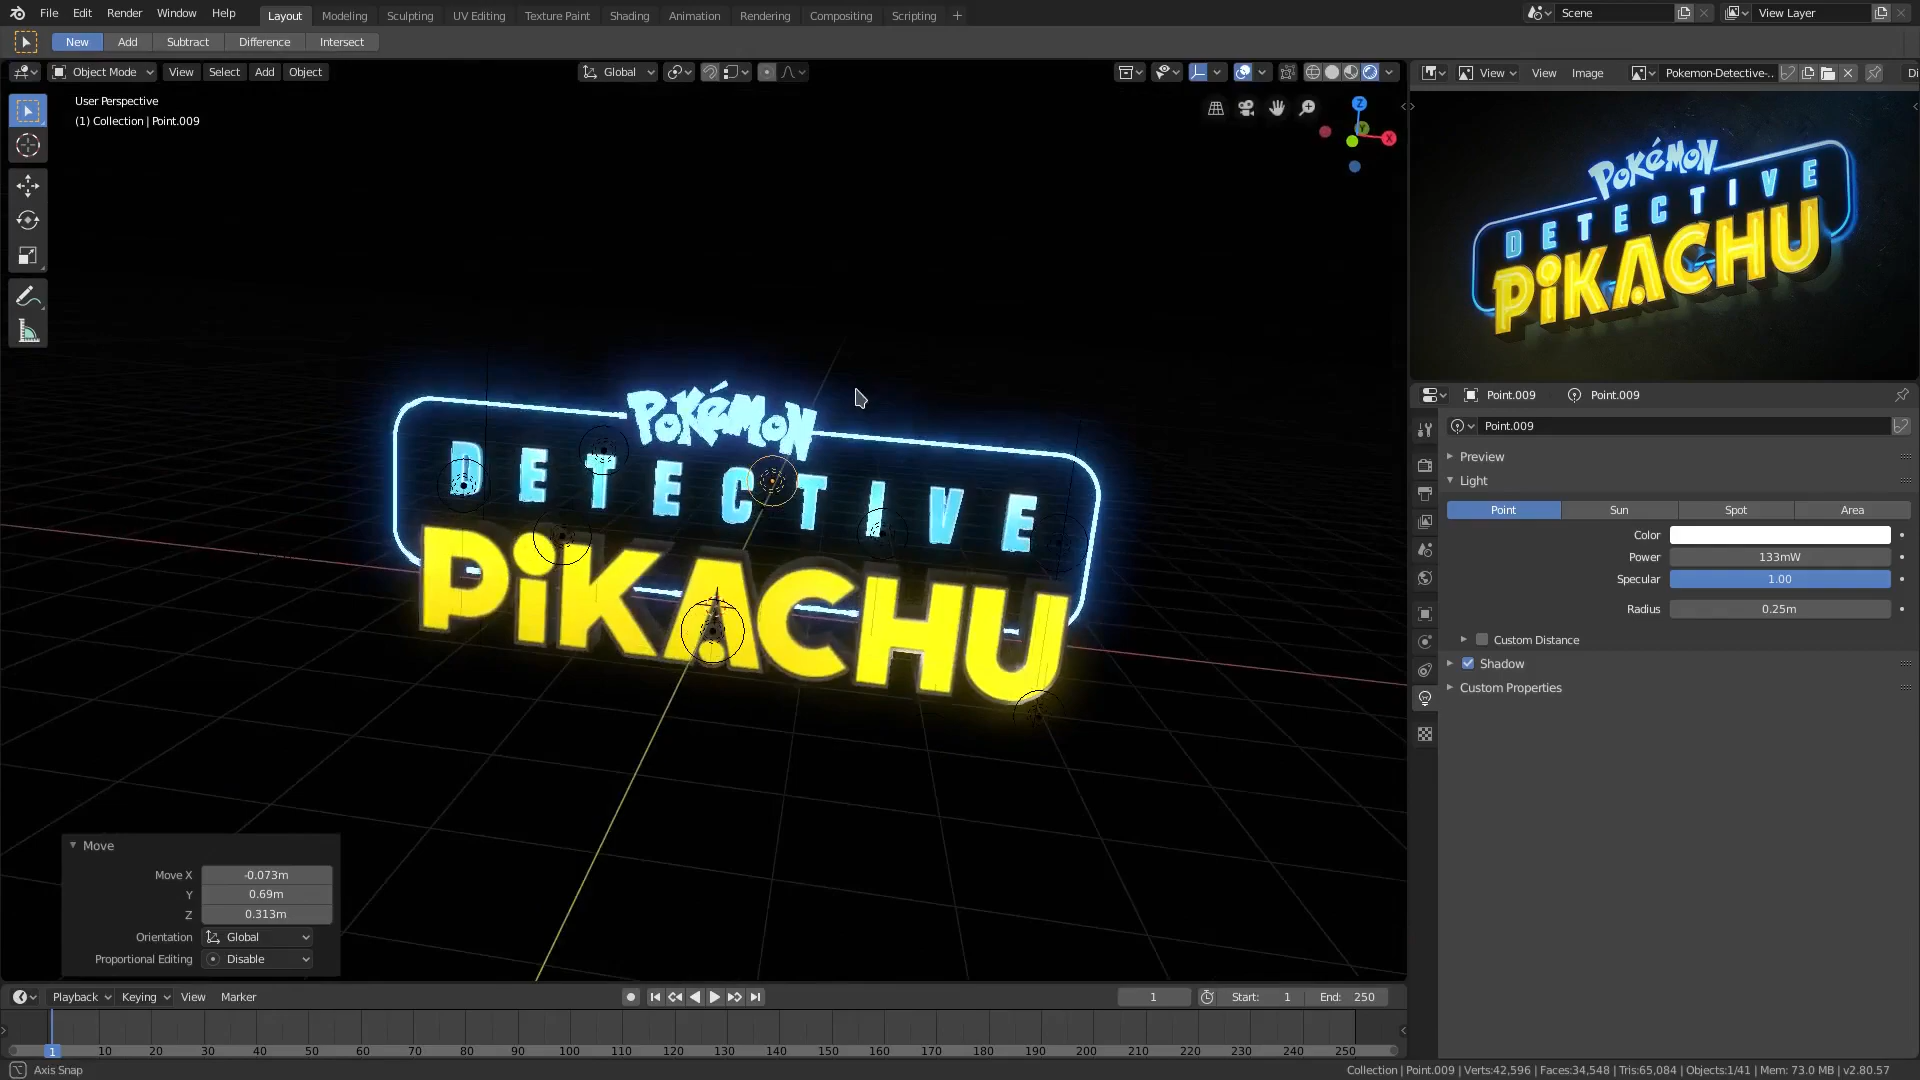 File Edit Render Window Help Layout Modeling Sculpting UV Editing Texture Paint Shading Animation Rendering Compositing Scripting Scene View Layer
New Add Subtract Difference Intersect
Object Mode View Select Add Object Global View View Image Pokemon-Detective-.. Di
User Perspective
(1) Collection | Point.009
Z
Y
X
POKéMON
DETECTIVE
PiKACHU
POKéMON
DETECTIVE
PiKACHU
Point.009 Point.009
Point.009
Preview
Light
Point Sun Spot Area
Color
Power 133mW
Specular 1.00
Radius 0.25m
Custom Distance
Shadow
Custom Properties
Move
Move X -0.073m
Y 0.69m
Z 0.313m
Orientation Global
Proportional Editing Disable
Playback Keying View Marker 1 Start: 1 End: 250
1 10 20 30 40 50 60 70 80 90 100 110 120 130 140 150 160 170 180 190 200 210 220 230 240 250
Axis Snap Collection | Point.009 | Verts:42,596 | Faces:34,548 | Tris:65,084 | Objects:1/41 | Mem: 73.0 MB | v2.80.57